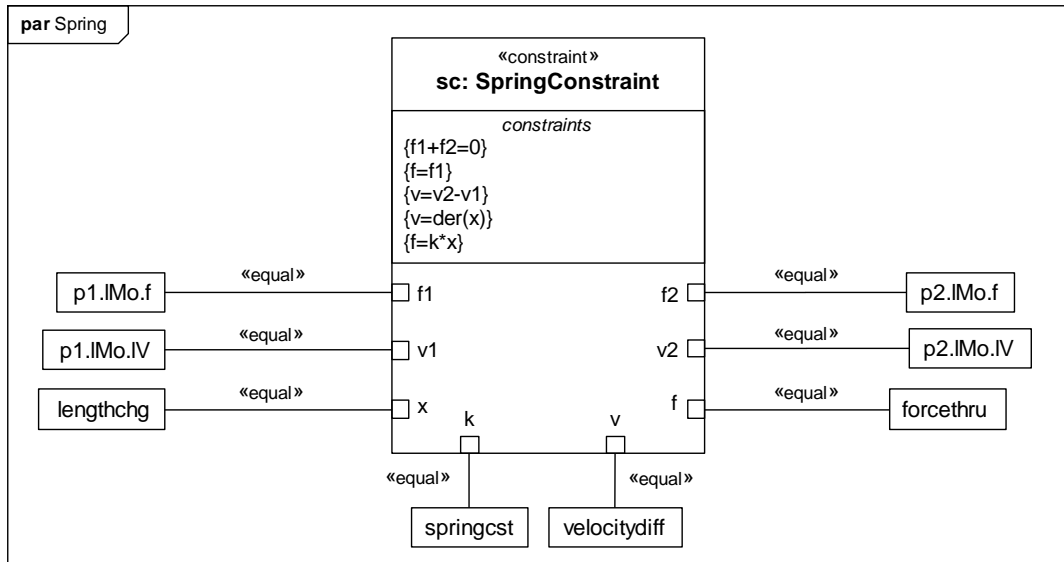 par Spring
«constraint»
sc: SpringConstraint
constraints
{f1+f2=0}
{f=f1}
{v=v2-v1}
{v=der(x)}
{f=k*x}
p1.lMo.f
«equal»
f1
f2
«equal»
p2.lMo.f
p1.lMo.lV
«equal»
v1
v2
«equal»
p2.lMo.lV
lengthchg
«equal»
x
f
«equal»
forcethru
k
v
«equal»
«equal»
springcst
velocitydiff